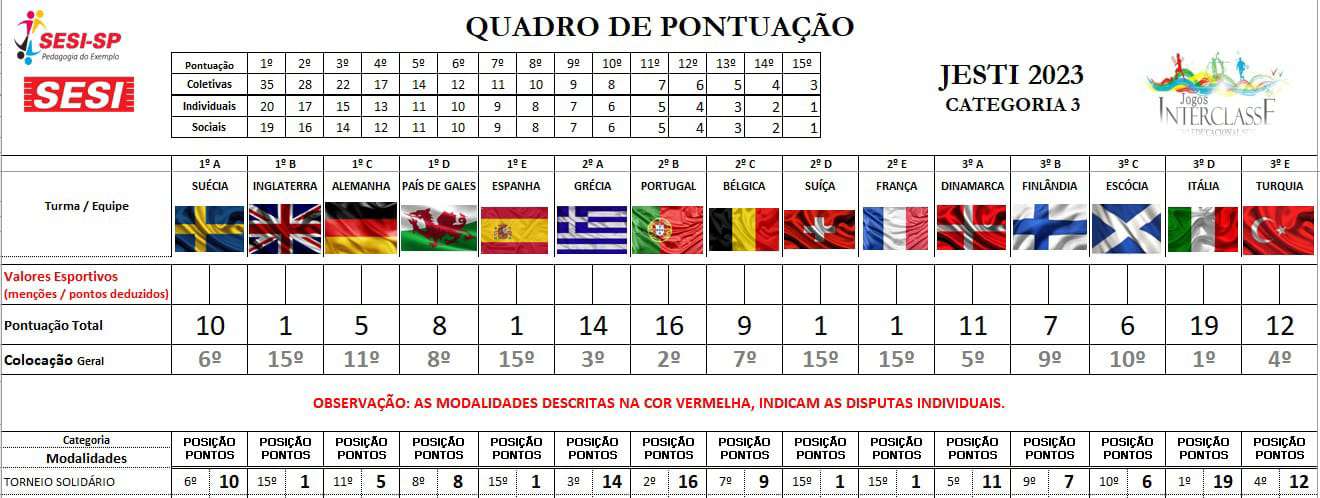 SESI-SP
Pedagogia do Exemplo
SESI
QUADRO DE PONTUAÇÃO
Pontuação 1º 2º 3º 4º 5º 6º 7º 8º 9º 10º 11º 12º 13º 14º 15º
Coletivas 35 28 22 17 14 12 11 10 9 8 7 6 5 4 3
Individuais 20 17 15 13 11 10 9 8 7 6 5 4 3 2 1
Sociais 19 16 14 12 11 10 9 8 7 6 5 4 3 2 1
JESTI 2023
CATEGORIA 3
Jogos
INTERCLASSE
EDUCACIONAL
1º A 1º B 1º C 1º D 1º E 2º A 2º B 2º C 2º D 2º E 3º A 3º B 3º C 3º D 3º E
Turma / Equipe
SUÉCIA INGLATERRA ALEMANHA PAÍS DE GALES ESPANHA GRÉCIA PORTUGAL BÉLGICA SUÍÇA FRANÇA DINAMARCA FINLÂNDIA ESCÓCIA ITÁLIA TURQUIA
Valores Esportivos
(menções / pontos deduzidos)
Pontuação Total 10 1 5 8 1 14 16 9 1 1 11 7 6 19 12
Colocação Geral 6º 15º 11º 8º 15º 3º 2º 7º 15º 15º 5º 9º 10º 1º 4º
OBSERVAÇÃO: AS MODALIDADES DESCRITAS NA COR VERMELHA, INDICAM AS DISPUTAS INDIVIDUAIS.
Categoria
Modalidades
POSIÇÃO POSIÇÃO POSIÇÃO POSIÇÃO POSIÇÃO POSIÇÃO POSIÇÃO POSIÇÃO POSIÇÃO POSIÇÃO POSIÇÃO POSIÇÃO POSIÇÃO POSIÇÃO POSIÇÃO
PONTOS PONTOS PONTOS PONTOS PONTOS PONTOS PONTOS PONTOS PONTOS PONTOS PONTOS PONTOS PONTOS PONTOS PONTOS
TORNEIO SOLIDÁRIO 6º 10 15º 1 11º 5 8º 8 15º 1 3º 14 2º 16 7º 9 15º 1 15º 1 5º 11 9º 7 10º 6 1º 19 4º 12